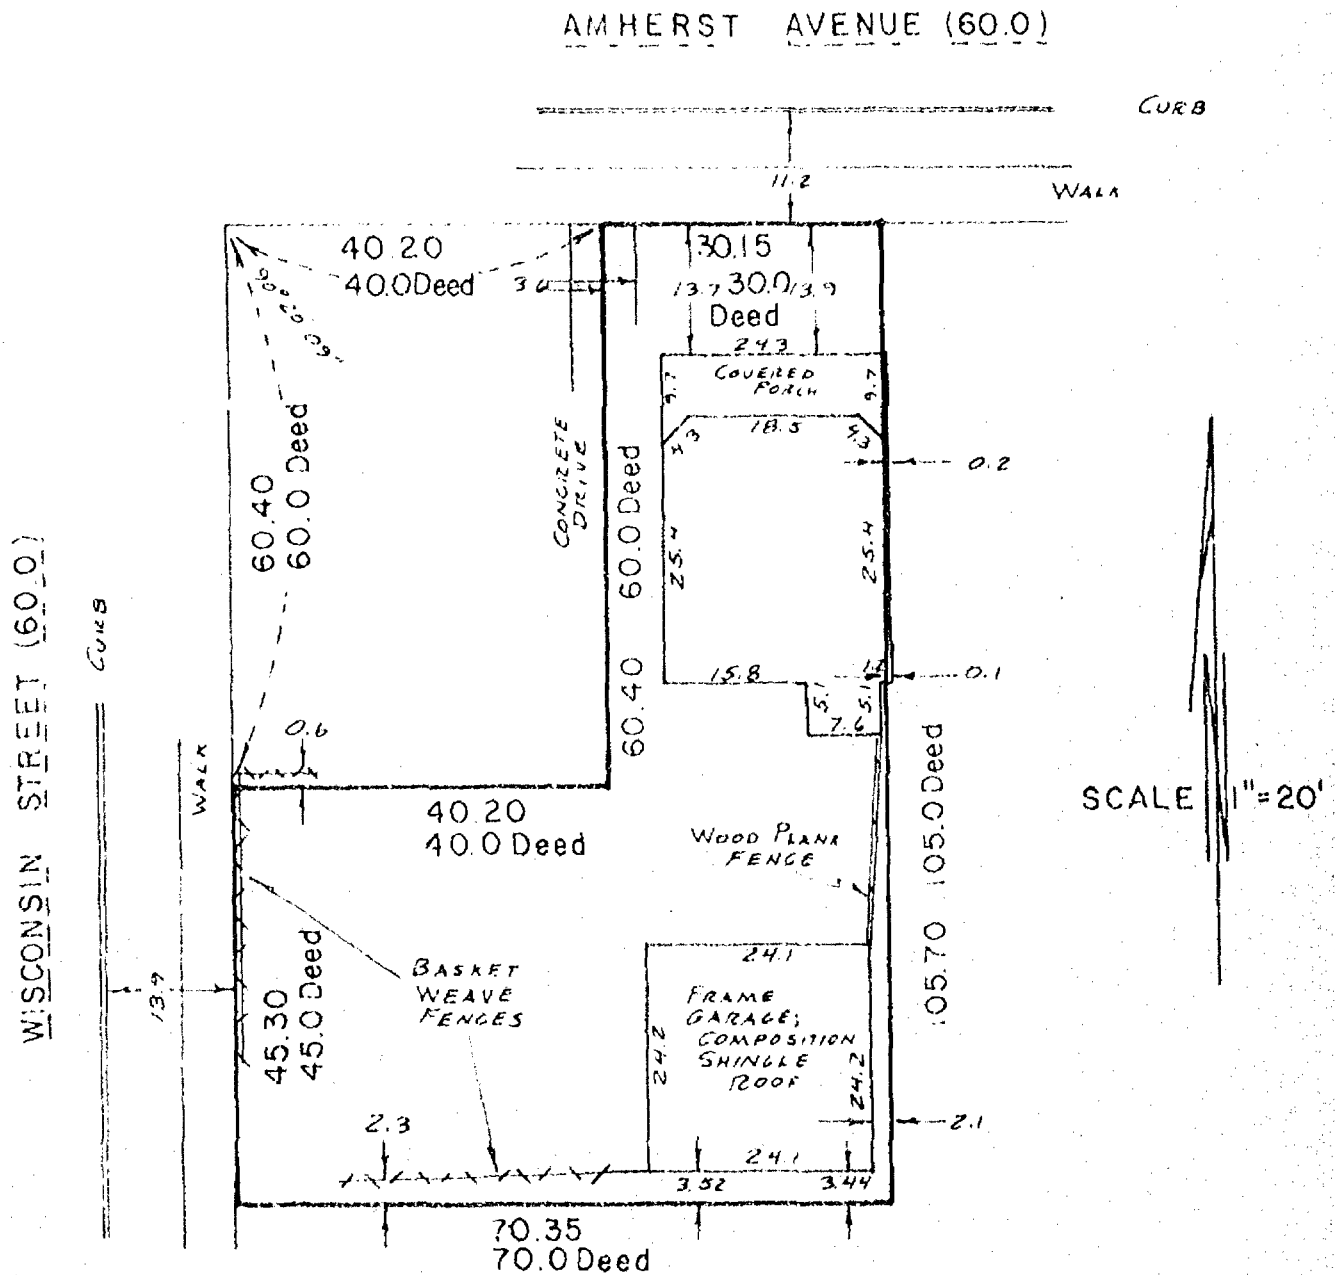 AMHERST AVENUE (60.0)
CURB
11.2
WALK
40.20
40.0 Deed
3.6
30.15
13.7
30.0
13.9
Deed
24.3
COVERED
PORCH
9.7
9.7
18.5
4.3
4.3
0.2
CONCRETE
DRIVE
60.40
60.0 Deed
60.40 60.0 Deed
25.4
25.4
15.8
0.1
5.1
5.1
7.6
WISCONSIN STREET (60.0)
CURB
WALK
0.6
40.20
40.0 Deed
WOOD PLANK
FENCE
SCALE 1"=20'
105.70 105.0 Deed
13.9
45.30
45.0 Deed
BASKET
WEAVE
FENCES
24.1
FRAME
GARAGE;
COMPOSITION
SHINGLE
ROOF
24.2
24.2
2.3
2.1
24.1
3.52
3.44
70.35
70.0 Deed